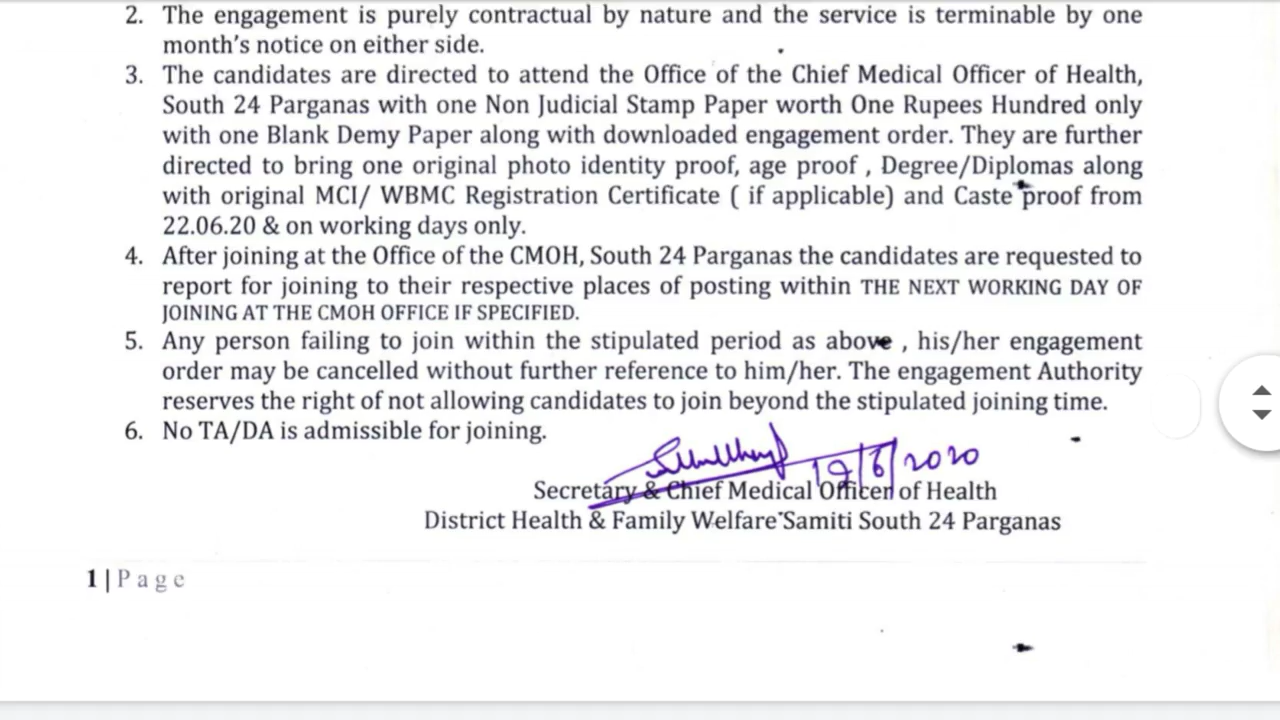 2. The engagement is purely contractual by nature and the service is terminable by one
month's notice on either side.
3. The candidates are directed to attend the Office of the Chief Medical Officer of Health,
South 24 Parganas with one Non Judicial Stamp Paper worth One Rupees Hundred only
with one Blank Demy Paper along with downloaded engagement order. They are further
directed to bring one original photo identity proof, age proof , Degree/Diplomas along
with original MCI/ WBMC Registration Certificate ( if applicable) and Caste proof from
22.06.20 & on working days only.
4. After joining at the Office of the CMOH, South 24 Parganas the candidates are requested to
report for joining to their respective places of posting within THE NEXT WORKING DAY OF
JOINING AT THE CMOH OFFICE IF SPECIFIED.
5. Any person failing to join within the stipulated period as above , his/her engagement
order may be cancelled without further reference to him/her. The engagement Authority
reserves the right of not allowing candidates to join beyond the stipulated joining time.
6. No TA/DA is admissible for joining.
19/6/2020
Secretary & Chief Medical Officer of Health
District Health & Family Welfare Samiti South 24 Parganas
1 | P a g e